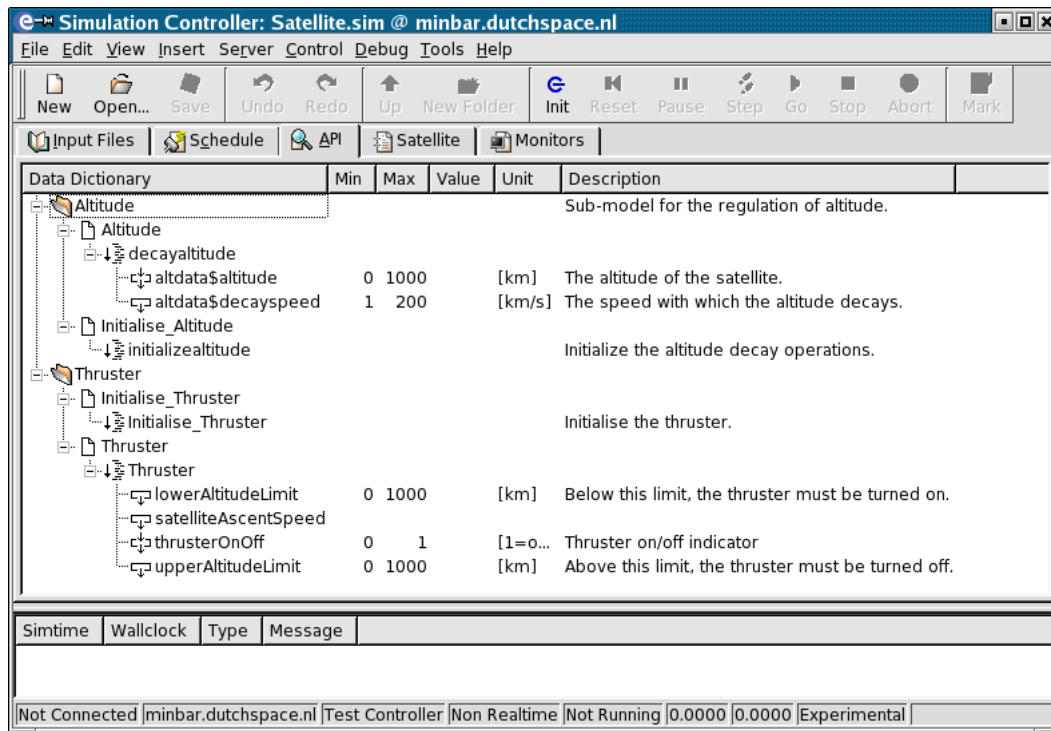 Simulation Controller: Satellite.sim @ minbar.dutchspace.nl
File Edit View Insert Server Control Debug Tools Help
New Open... Save Undo Redo Up New Folder Init Reset Pause Step Go Stop Abort Mark
Input Files Schedule API Satellite Monitors
Data Dictionary Min Max Value Unit Description
Altitude Sub-model for the regulation of altitude.
Altitude
decayaltitude
altdata$altitude 0 1000 [km] The altitude of the satellite.
altdata$decayspeed 1 200 [km/s] The speed with which the altitude decays.
Initialise_Altitude
initializealtitude Initialize the altitude decay operations.
Thruster
Initialise_Thruster
Initialise_Thruster Initialise the thruster.
Thruster
Thruster
lowerAltitudeLimit 0 1000 [km] Below this limit, the thruster must be turned on.
satelliteAscentSpeed
thrusterOnOff 0 1 [1=o... Thruster on/off indicator
upperAltitudeLimit 0 1000 [km] Above this limit, the thruster must be turned off.
Simtime Wallclock Type Message
Not Connected minbar.dutchspace.nl Test Controller Non Realtime Not Running 0.0000 0.0000 Experimental